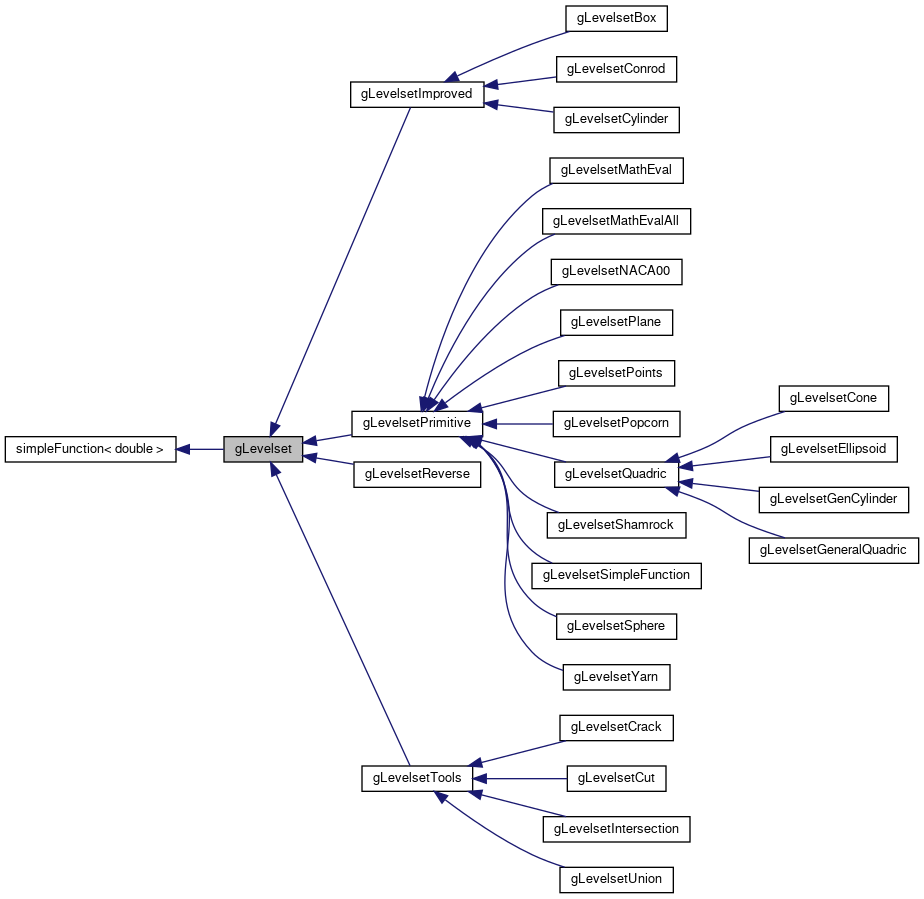 gLevelsetBox
gLevelsetConrod
gLevelsetImproved
gLevelsetCylinder
gLevelsetMathEval
gLevelsetMathEvalAll
gLevelsetNACA00
gLevelsetPlane
gLevelsetPoints
gLevelsetCone
gLevelsetPrimitive
gLevelsetPopcorn
simpleFunction< double >
gLevelset
gLevelsetEllipsoid
gLevelsetReverse
gLevelsetQuadric
gLevelsetGenCylinder
gLevelsetShamrock
gLevelsetGeneralQuadric
gLevelsetSimpleFunction
gLevelsetSphere
gLevelsetYarn
gLevelsetCrack
gLevelsetTools
gLevelsetCut
gLevelsetIntersection
gLevelsetUnion